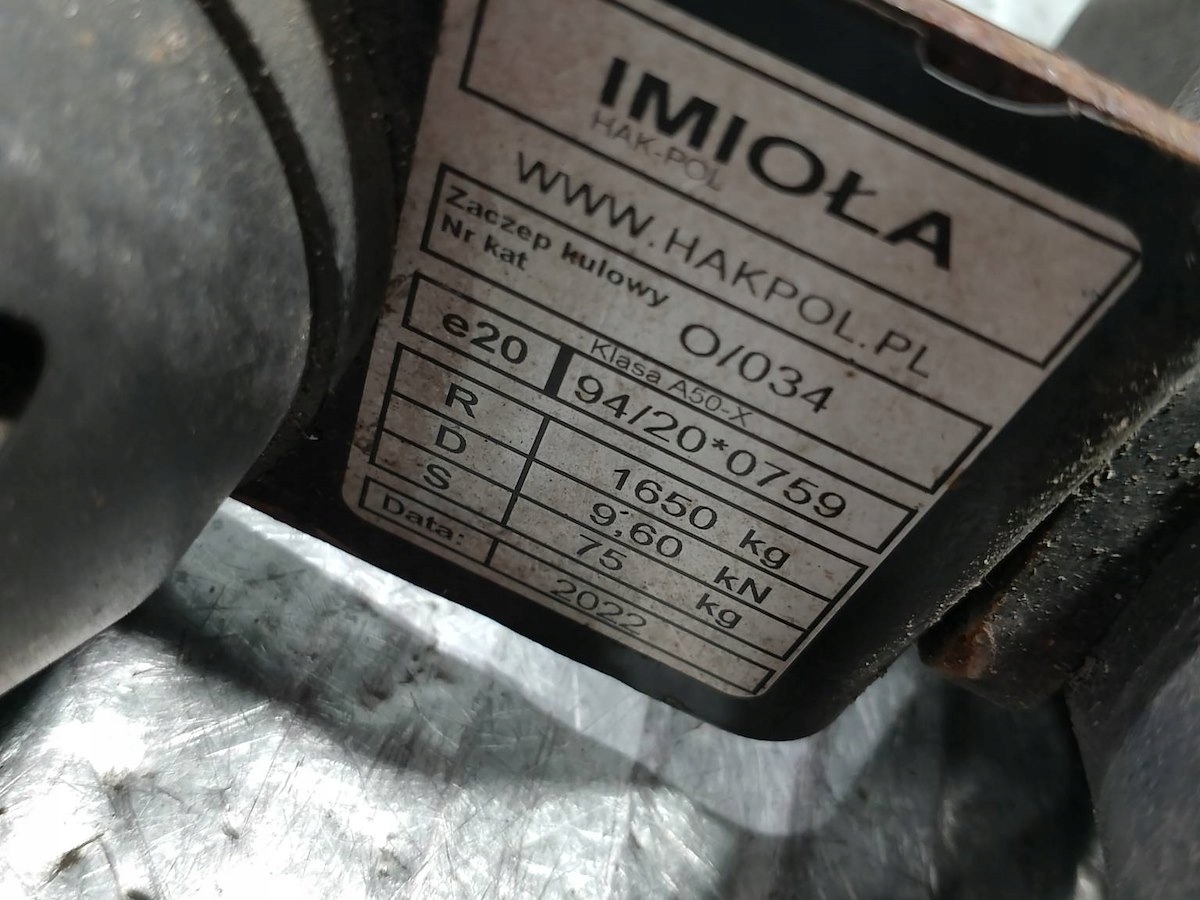 IMIOŁA
HAK-POL
WWW.HAKPOL.PL
Zaczep kulowy
Nr kat O/034
Klasa A50-X
e20 94/20*0759
R 1650 kg
D 9,60 kN
S 75 kg
Data: 2022